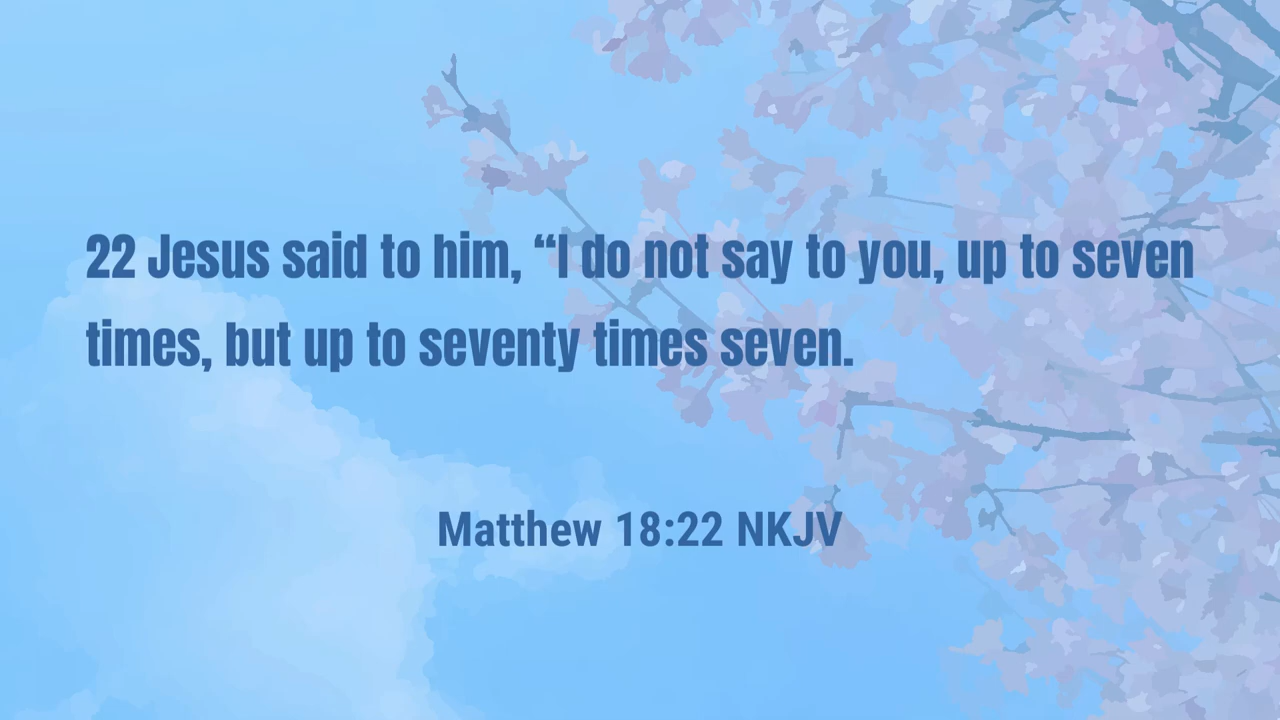 22 Jesus said to him, “I do not say to you, up to seven
times, but up to seventy times seven.
Matthew 18:22 NKJV